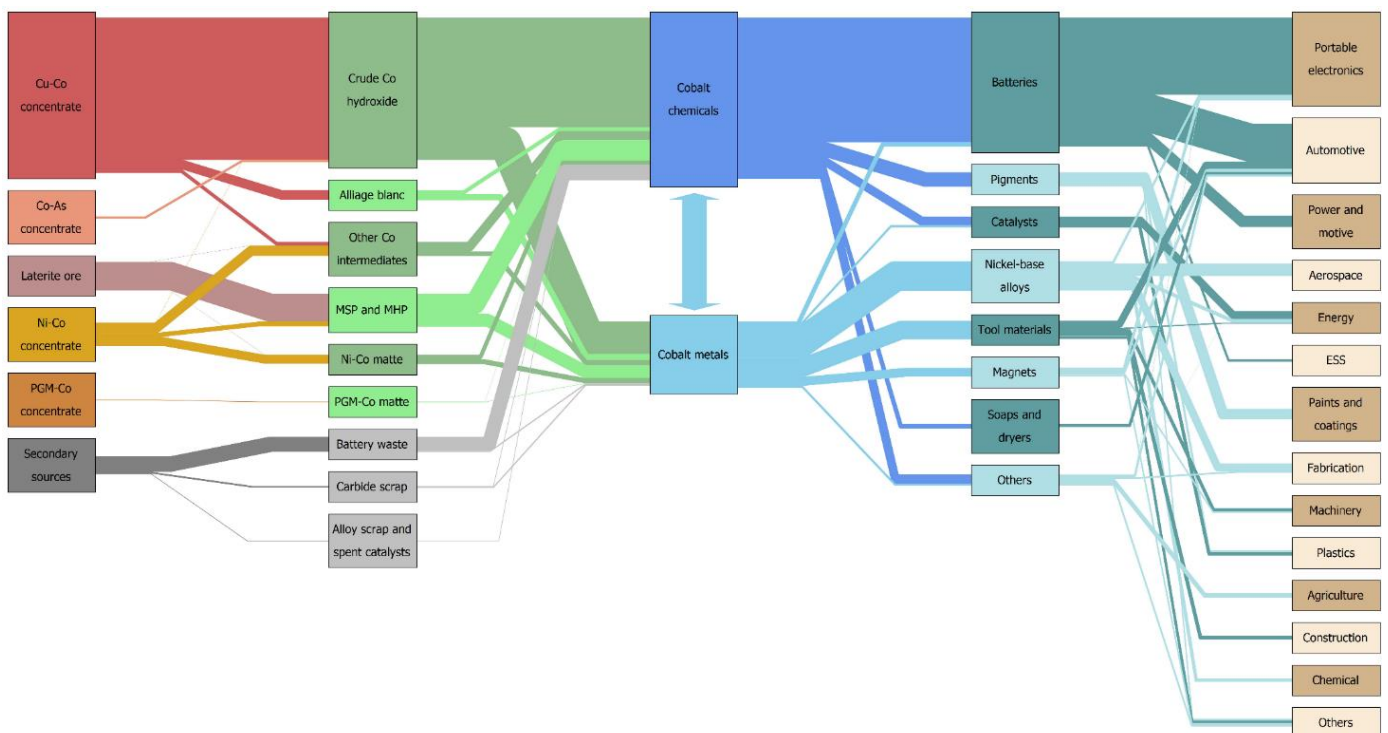 Cu-Co
concentrate
Co-As
concentrate
Laterite ore
Ni-Co
concentrate
PGM-Co
concentrate
Secondary
sources
Crude Co
hydroxide
Alliage blanc
Other Co
intermediates
MSP and MHP
Ni-Co matte
PGM-Co matte
Battery waste
Carbide scrap
Alloy scrap and
spent catalysts
Cobalt
chemicals
Cobalt metals
Batteries
Pigments
Catalysts
Nickel-base
alloys
Tool materials
Magnets
Soaps and
dryers
Others
Portable
electronics
Automotive
Power and
motive
Aerospace
Energy
ESS
Paints and
coatings
Fabrication
Machinery
Plastics
Agriculture
Construction
Chemical
Others